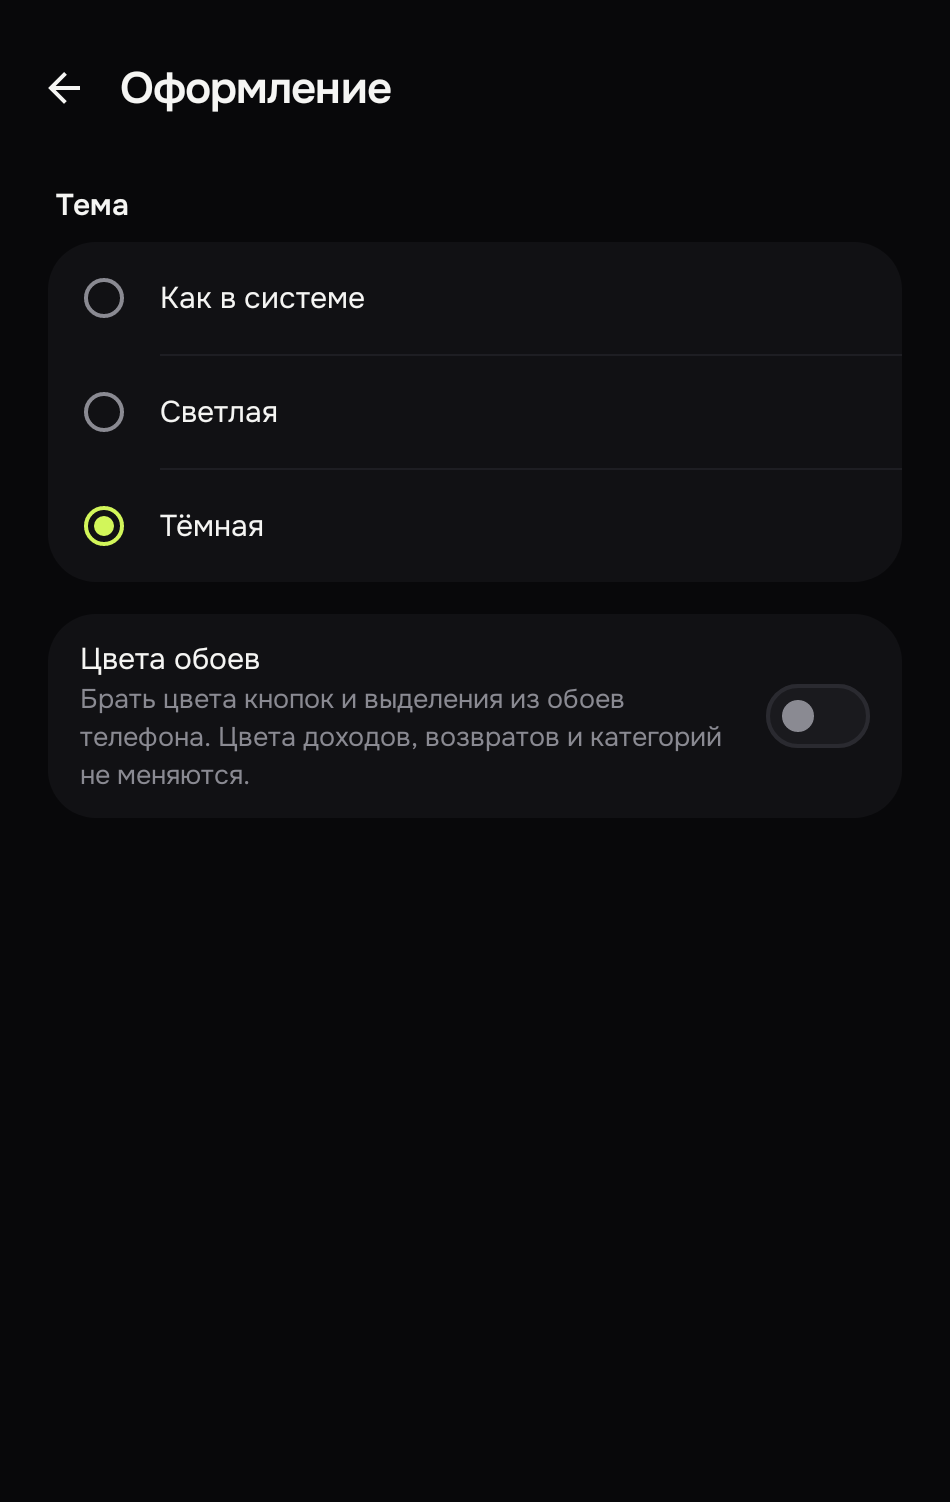 Оформление
Тема
Как в системе
Светлая
Тёмная
Цвета обоев
Брать цвета кнопок и выделения из обоев
телефона. Цвета доходов, возвратов и категорий
не меняются.